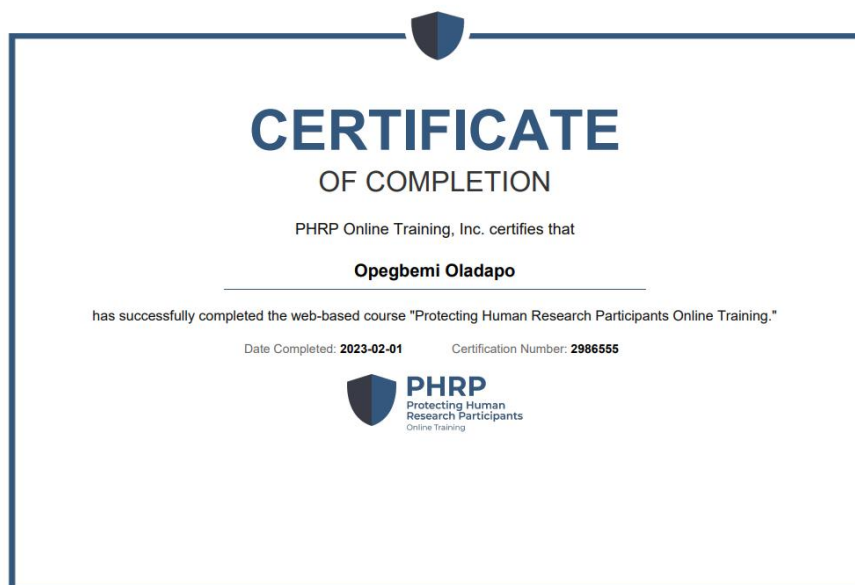 CERTIFICATE
OF COMPLETION
PHRP Online Training, Inc. certifies that
Opegbemi Oladapo
has successfully completed the web-based course "Protecting Human Research Participants Online Training."
Date Completed: 2023-02-01 Certification Number: 2986555
PHRP
Protecting Human
Research Participants
Online Training